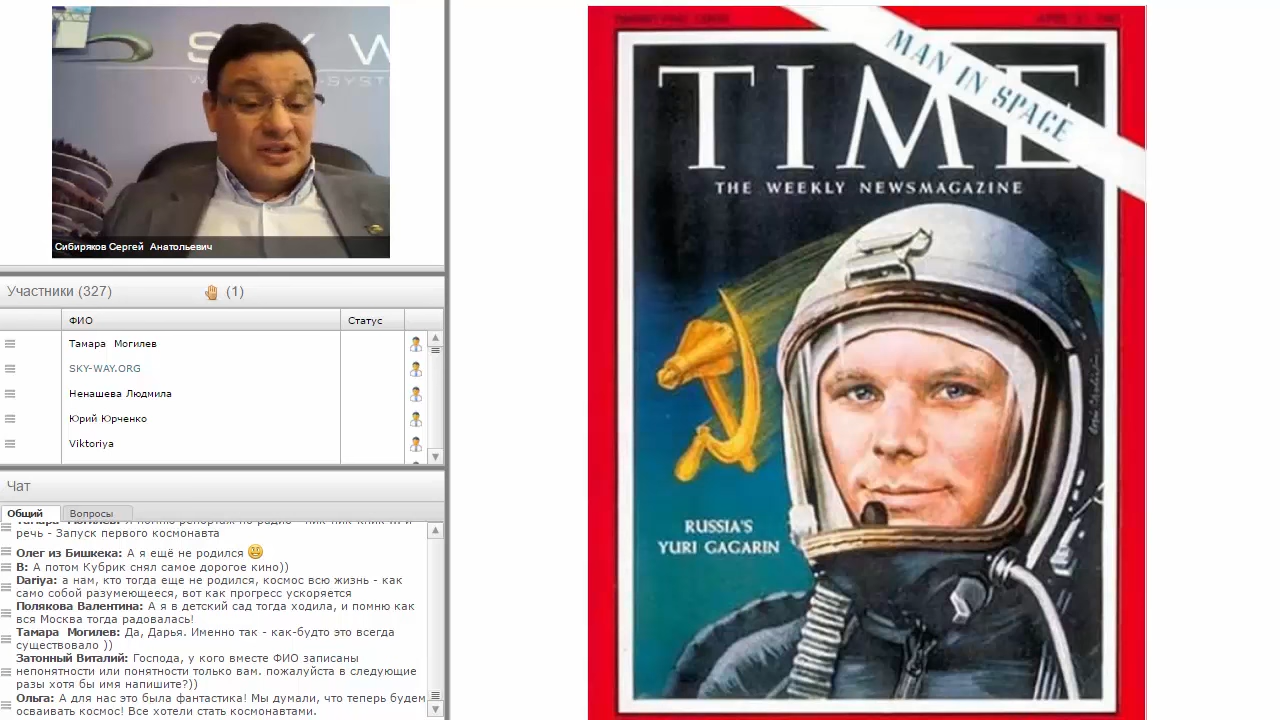 SKY W
SYST
Сибиряков Сергей Анатольевич
Участники (327)
(1)
ФИО
Статус
Тамара Могилев
SKY-WAY.ORG
Ненашева Людмила
Юрий Юрченко
Viktoriya
Чат
Общий
Вопросы
речь - Запуск первого космонавта
Олег из Бишкека: А я ещё не родился
В: А потом Кубрик снял самое дорогое кино))
Dariya: а нам, кто тогда еще не родился, космос всю жизнь - как
само собой разумеющееся, вот как прогресс ускоряется
Полякова Валентина: А я в детский сад тогда ходила, и помню как
вся Москва тогда радовалась!
Тамара Могилев: Да, Дарья. Именно так - как-будто это всегда
существовало ))
Затонный Виталий: Господа, у кого вместе ФИО записаны
непонятности или понятности только вам. пожалуйста в следующие
разы хотя бы имя напишите?))
Ольга: А для нас это была фантастика! Мы думали, что теперь будем
осваивать космос! Все хотели стать космонавтами.
MAN IN SPACE
TIME
THE WEEKLY NEWSMAGAZINE
RUSSIA'S
YURI GAGARIN